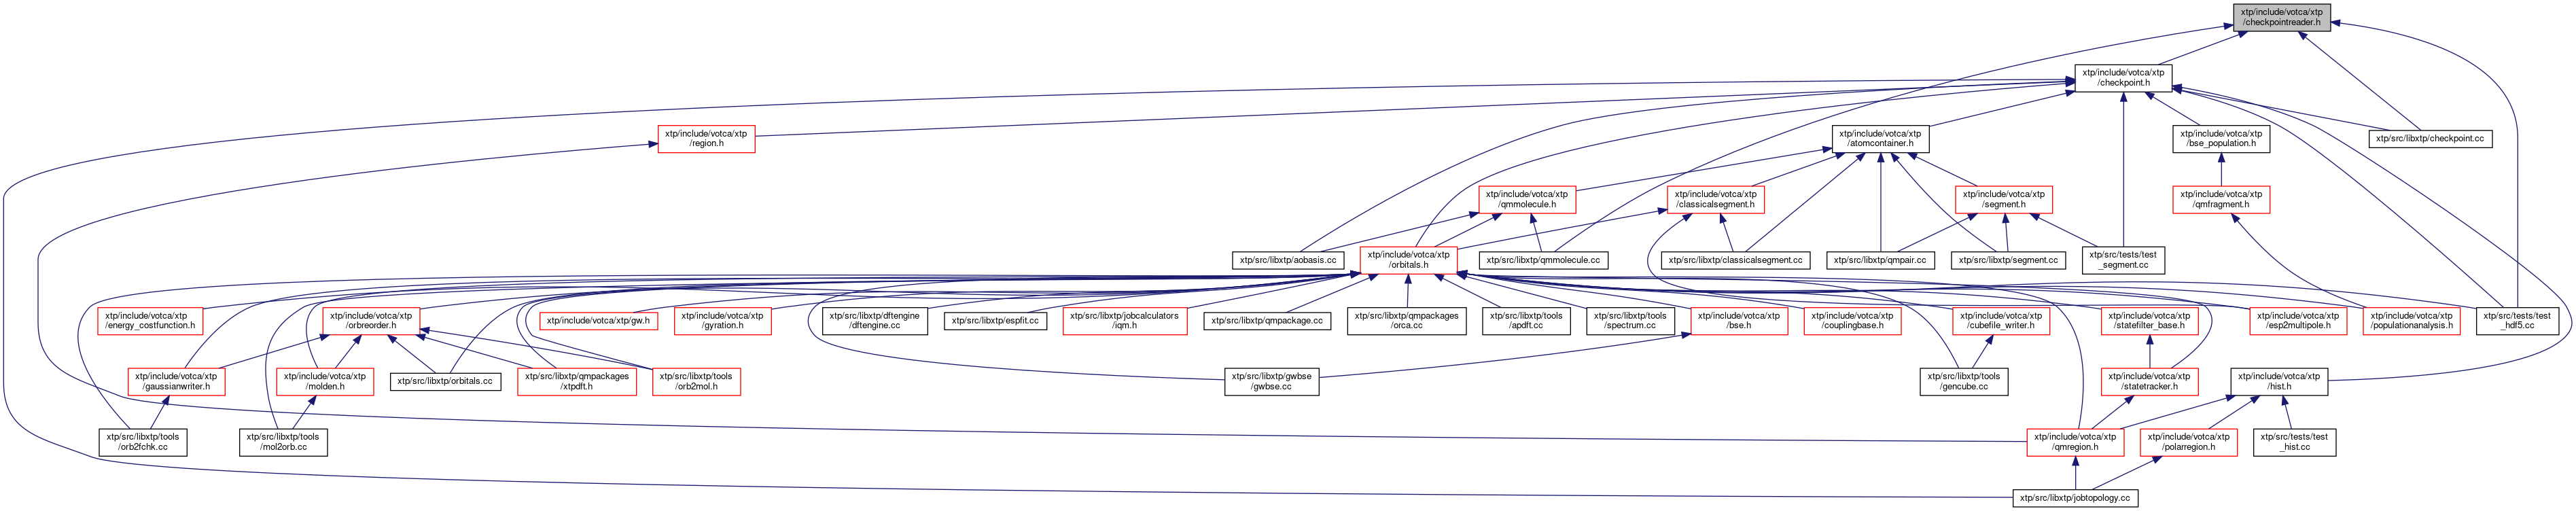 xtp/include/votca/xtp
/checkpointreader.h
xtp/include/votca/xtp
/checkpoint.h
xtp/include/votca/xtp
/region.h
xtp/include/votca/xtp
/atomcontainer.h
xtp/include/votca/xtp
/bse_population.h
xtp/src/libxtp/checkpoint.cc
xtp/include/votca/xtp
/qmmolecule.h
xtp/include/votca/xtp
/classicalsegment.h
xtp/include/votca/xtp
/segment.h
xtp/include/votca/xtp
/qmfragment.h
xtp/src/libxtp/aobasis.cc
xtp/include/votca/xtp
/orbitals.h
xtp/src/libxtp/qmmolecule.cc
xtp/src/libxtp/classicalsegment.cc
xtp/src/libxtp/qmpair.cc
xtp/src/libxtp/segment.cc
xtp/src/tests/test
_segment.cc
xtp/include/votca/xtp
/energy_costfunction.h
xtp/include/votca/xtp
/orbreorder.h
xtp/include/votca/xtp/gw.h
xtp/include/votca/xtp
/gyration.h
xtp/src/libxtp/dftengine
/dftengine.cc
xtp/src/libxtp/espfit.cc
xtp/src/libxtp/jobcalculators
/iqm.h
xtp/src/libxtp/qmpackage.cc
xtp/src/libxtp/qmpackages
/orca.cc
xtp/src/libxtp/tools
/apdft.cc
xtp/src/libxtp/tools
/spectrum.cc
xtp/include/votca/xtp
/bse.h
xtp/include/votca/xtp
/couplingbase.h
xtp/include/votca/xtp
/cubefile_writer.h
xtp/include/votca/xtp
/statefilter_base.h
xtp/include/votca/xtp
/esp2multipole.h
xtp/include/votca/xtp
/populationanalysis.h
xtp/src/tests/test
_hdf5.cc
xtp/include/votca/xtp
/gaussianwriter.h
xtp/include/votca/xtp
/molden.h
xtp/src/libxtp/orbitals.cc
xtp/src/libxtp/qmpackages
/xtpdft.h
xtp/src/libxtp/tools
/orb2mol.h
xtp/src/libxtp/gwbse
/gwbse.cc
xtp/src/libxtp/tools
/gencube.cc
xtp/include/votca/xtp
/statetracker.h
xtp/include/votca/xtp
/hist.h
xtp/src/libxtp/tools
/orb2fchk.cc
xtp/src/libxtp/tools
/mol2orb.cc
xtp/include/votca/xtp
/qmregion.h
xtp/include/votca/xtp
/polarregion.h
xtp/src/tests/test
_hist.cc
xtp/src/libxtp/jobtopology.cc